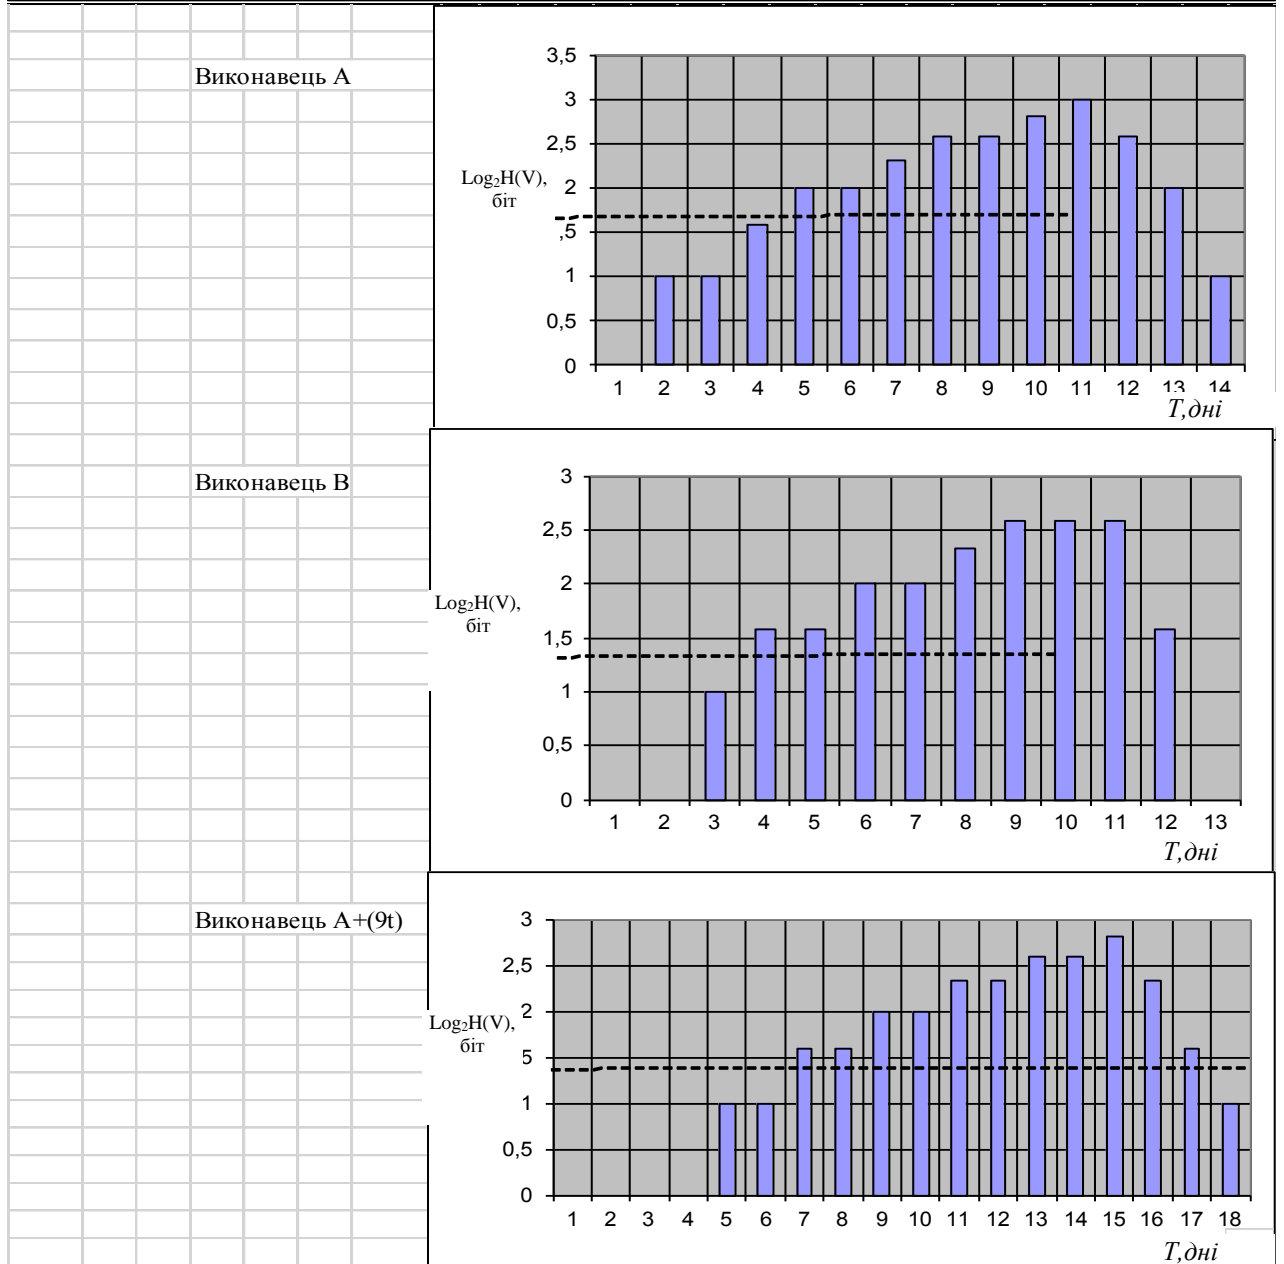 Виконавець А
3,5
3
2,5
Log₂H(V),
біт
2
,5
1
0,5
0
1 2 3 4 5 6 7 8 9 10 11 12 13 14
T,дні
Виконавець В
3
2,5
2
Log₂H(V),
біт
1,5
1
0,5
0
1 2 3 4 5 6 7 8 9 10 11 12 13
T,дні
Виконавець А+(9t)
3
2,5
2
Log₂H(V),
біт
5
1
0,5
0
1 2 3 4 5 6 7 8 9 10 11 12 13 14 15 16 17 18
T,дні